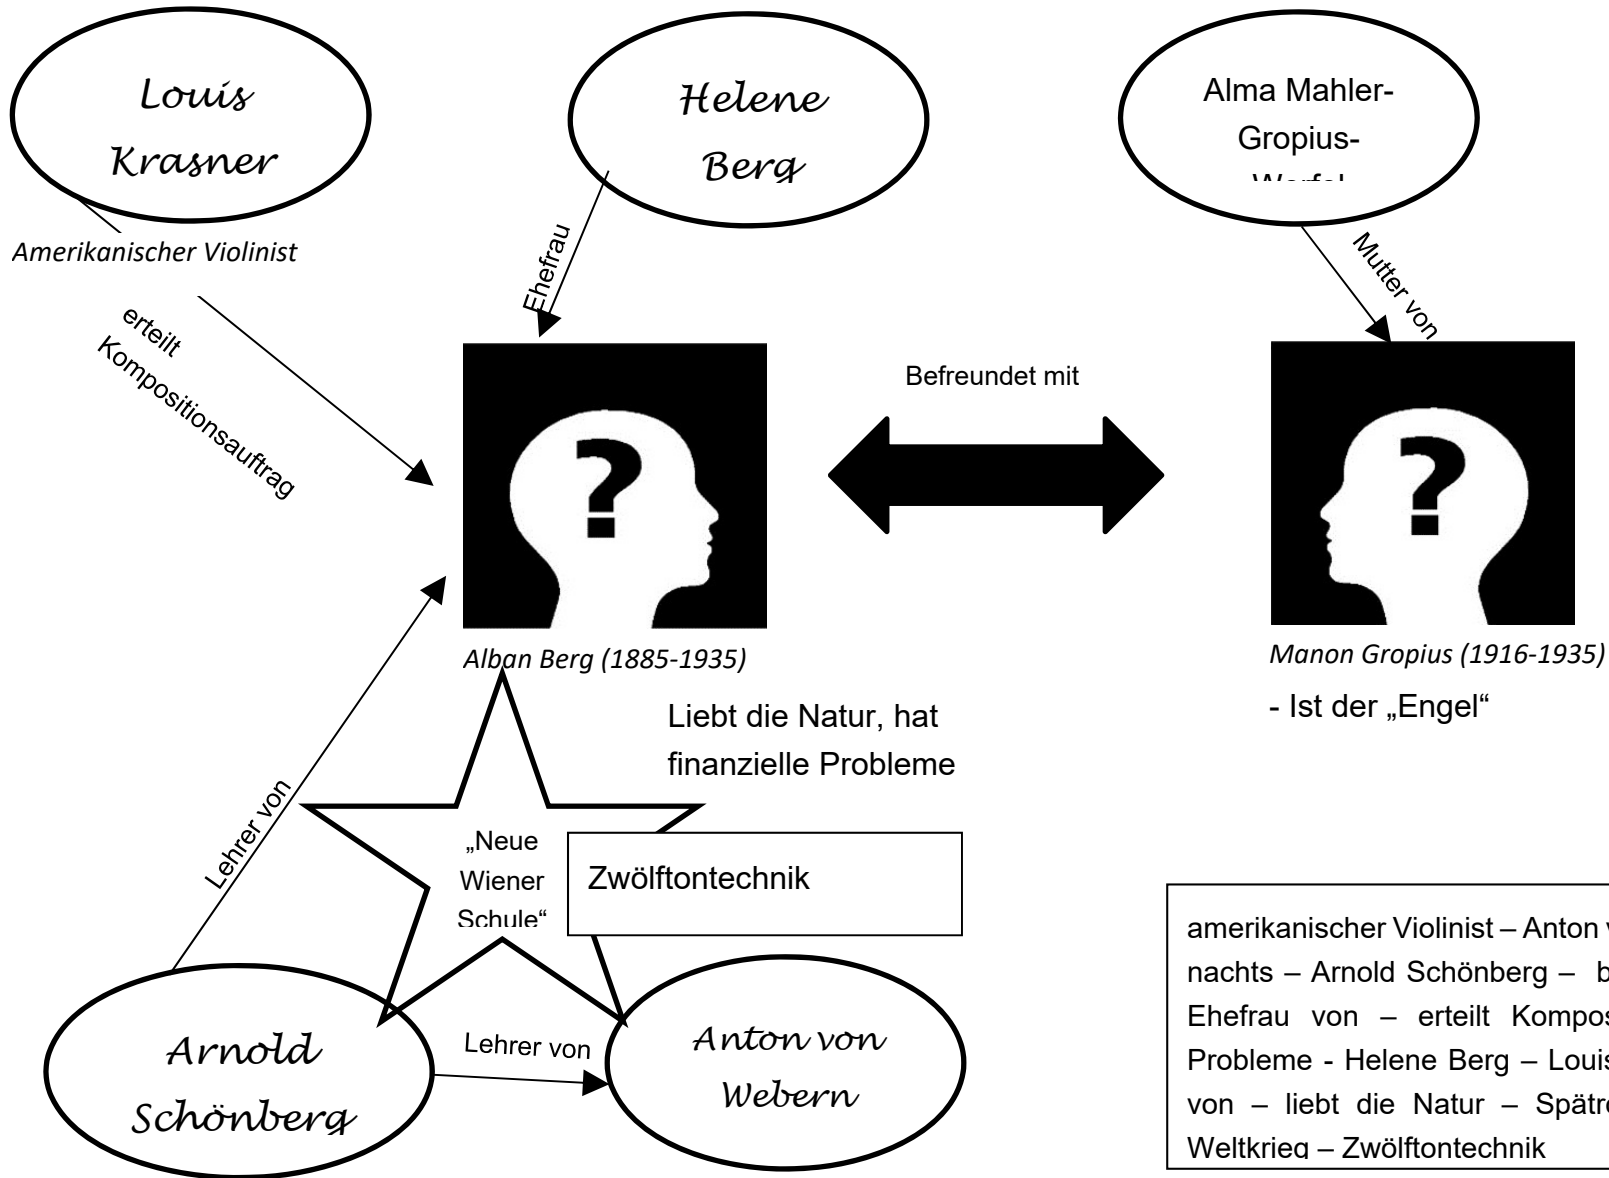 Louis
Krasner
Helene
Berg
Alma Mahler-
Gropius-
Amerikanischer Violinist
erteilt
Kompositionsauftrag
Ehefrau
Mutter von
Befreundet mit
?
?
Alban Berg (1885-1935)
Manon Gropius (1916-1935)
- Ist der „Engel“
Liebt die Natur, hat
finanzielle Probleme
Lehrer von
„Neue
Wiener
Schule“
Zwölftontechnik
Arnold
Schönberg
Lehrer von
Anton von
Webern
amerikanischer Violinist – Anton
nachts – Arnold Schönberg –
Ehefrau von – erteilt
Probleme - Helene Berg – Louis
von – liebt die Natur –
Weltkrieg – Zwölftontechnik